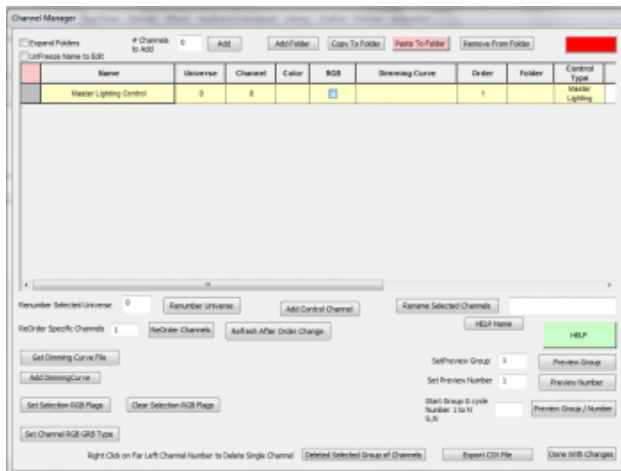 Channel Manager
Expand Folders
# Channels to Add
0
Add
Add Folder
Copy To Folder
Paste To Folder
Remove From Folder
UnFreeze Name to Edit
Name
Universe
Channel
Color
RGB
Dimming Curve
Order
Folder
Control Type
Master Lighting Control
0
0
1
Master Lighting
Renumber Selected Universe
0
Renumber Universe
Add Control Channel
Rename Selected Channels
ReOrder Specific Channels
1
ReOrder Channels
Refresh After Order Change
HELP Name
HELP
Get Dimming Curve File
SetPreview Group
1
Preview Group
Add DimmingCurve
Set Preview Number
1
Preview Number
Set Selection RGB Flags
Clear Selection RGB Flags
Start Group G cycle
Number 1 to N
G,N
Preview Group / Number
Set Channel RGB GRB Type
Right Click on Far Left Channel Number to Delete Single Channel
Deleted Selected Group of Channels
Export CSV File
Done With Changes